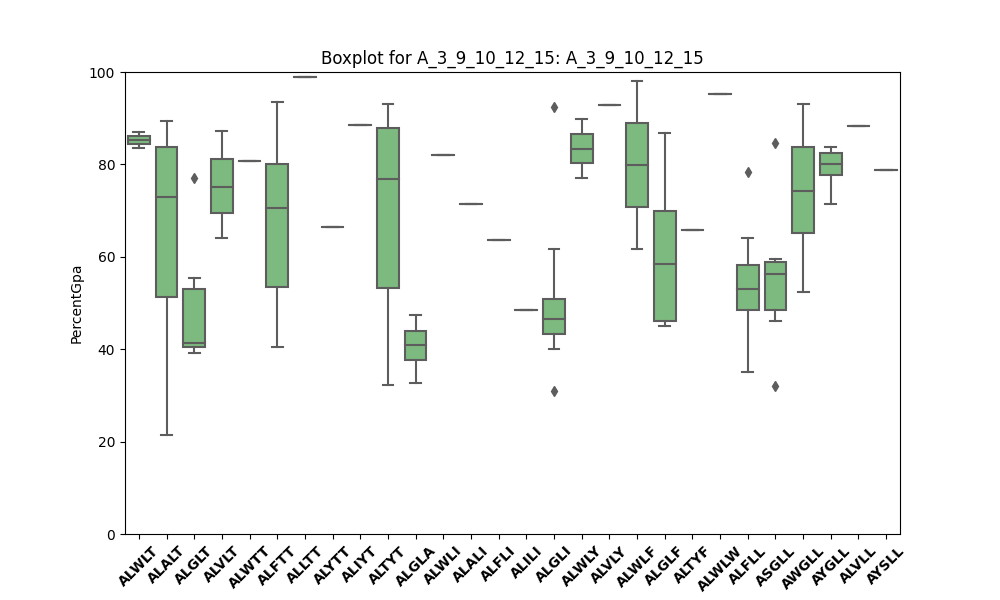 Boxplot for A_3_9_10_12_15: A_3_9_10_12_15
PercentGpa
100
80
60
40
20
0
ALWLT
ALALT
ALGLT
ALVLT
ALWTT
ALFTT
ALLTT
ALYTT
ALIYT
ALTYT
ALGLA
ALWLI
ALALI
ALFLI
ALILI
ALGLI
ALWLY
ALVLY
ALWLF
ALGLF
ALTYF
ALWLW
ALFLL
ASGLL
AWGLL
AYGLL
ALVLL
AYSLL